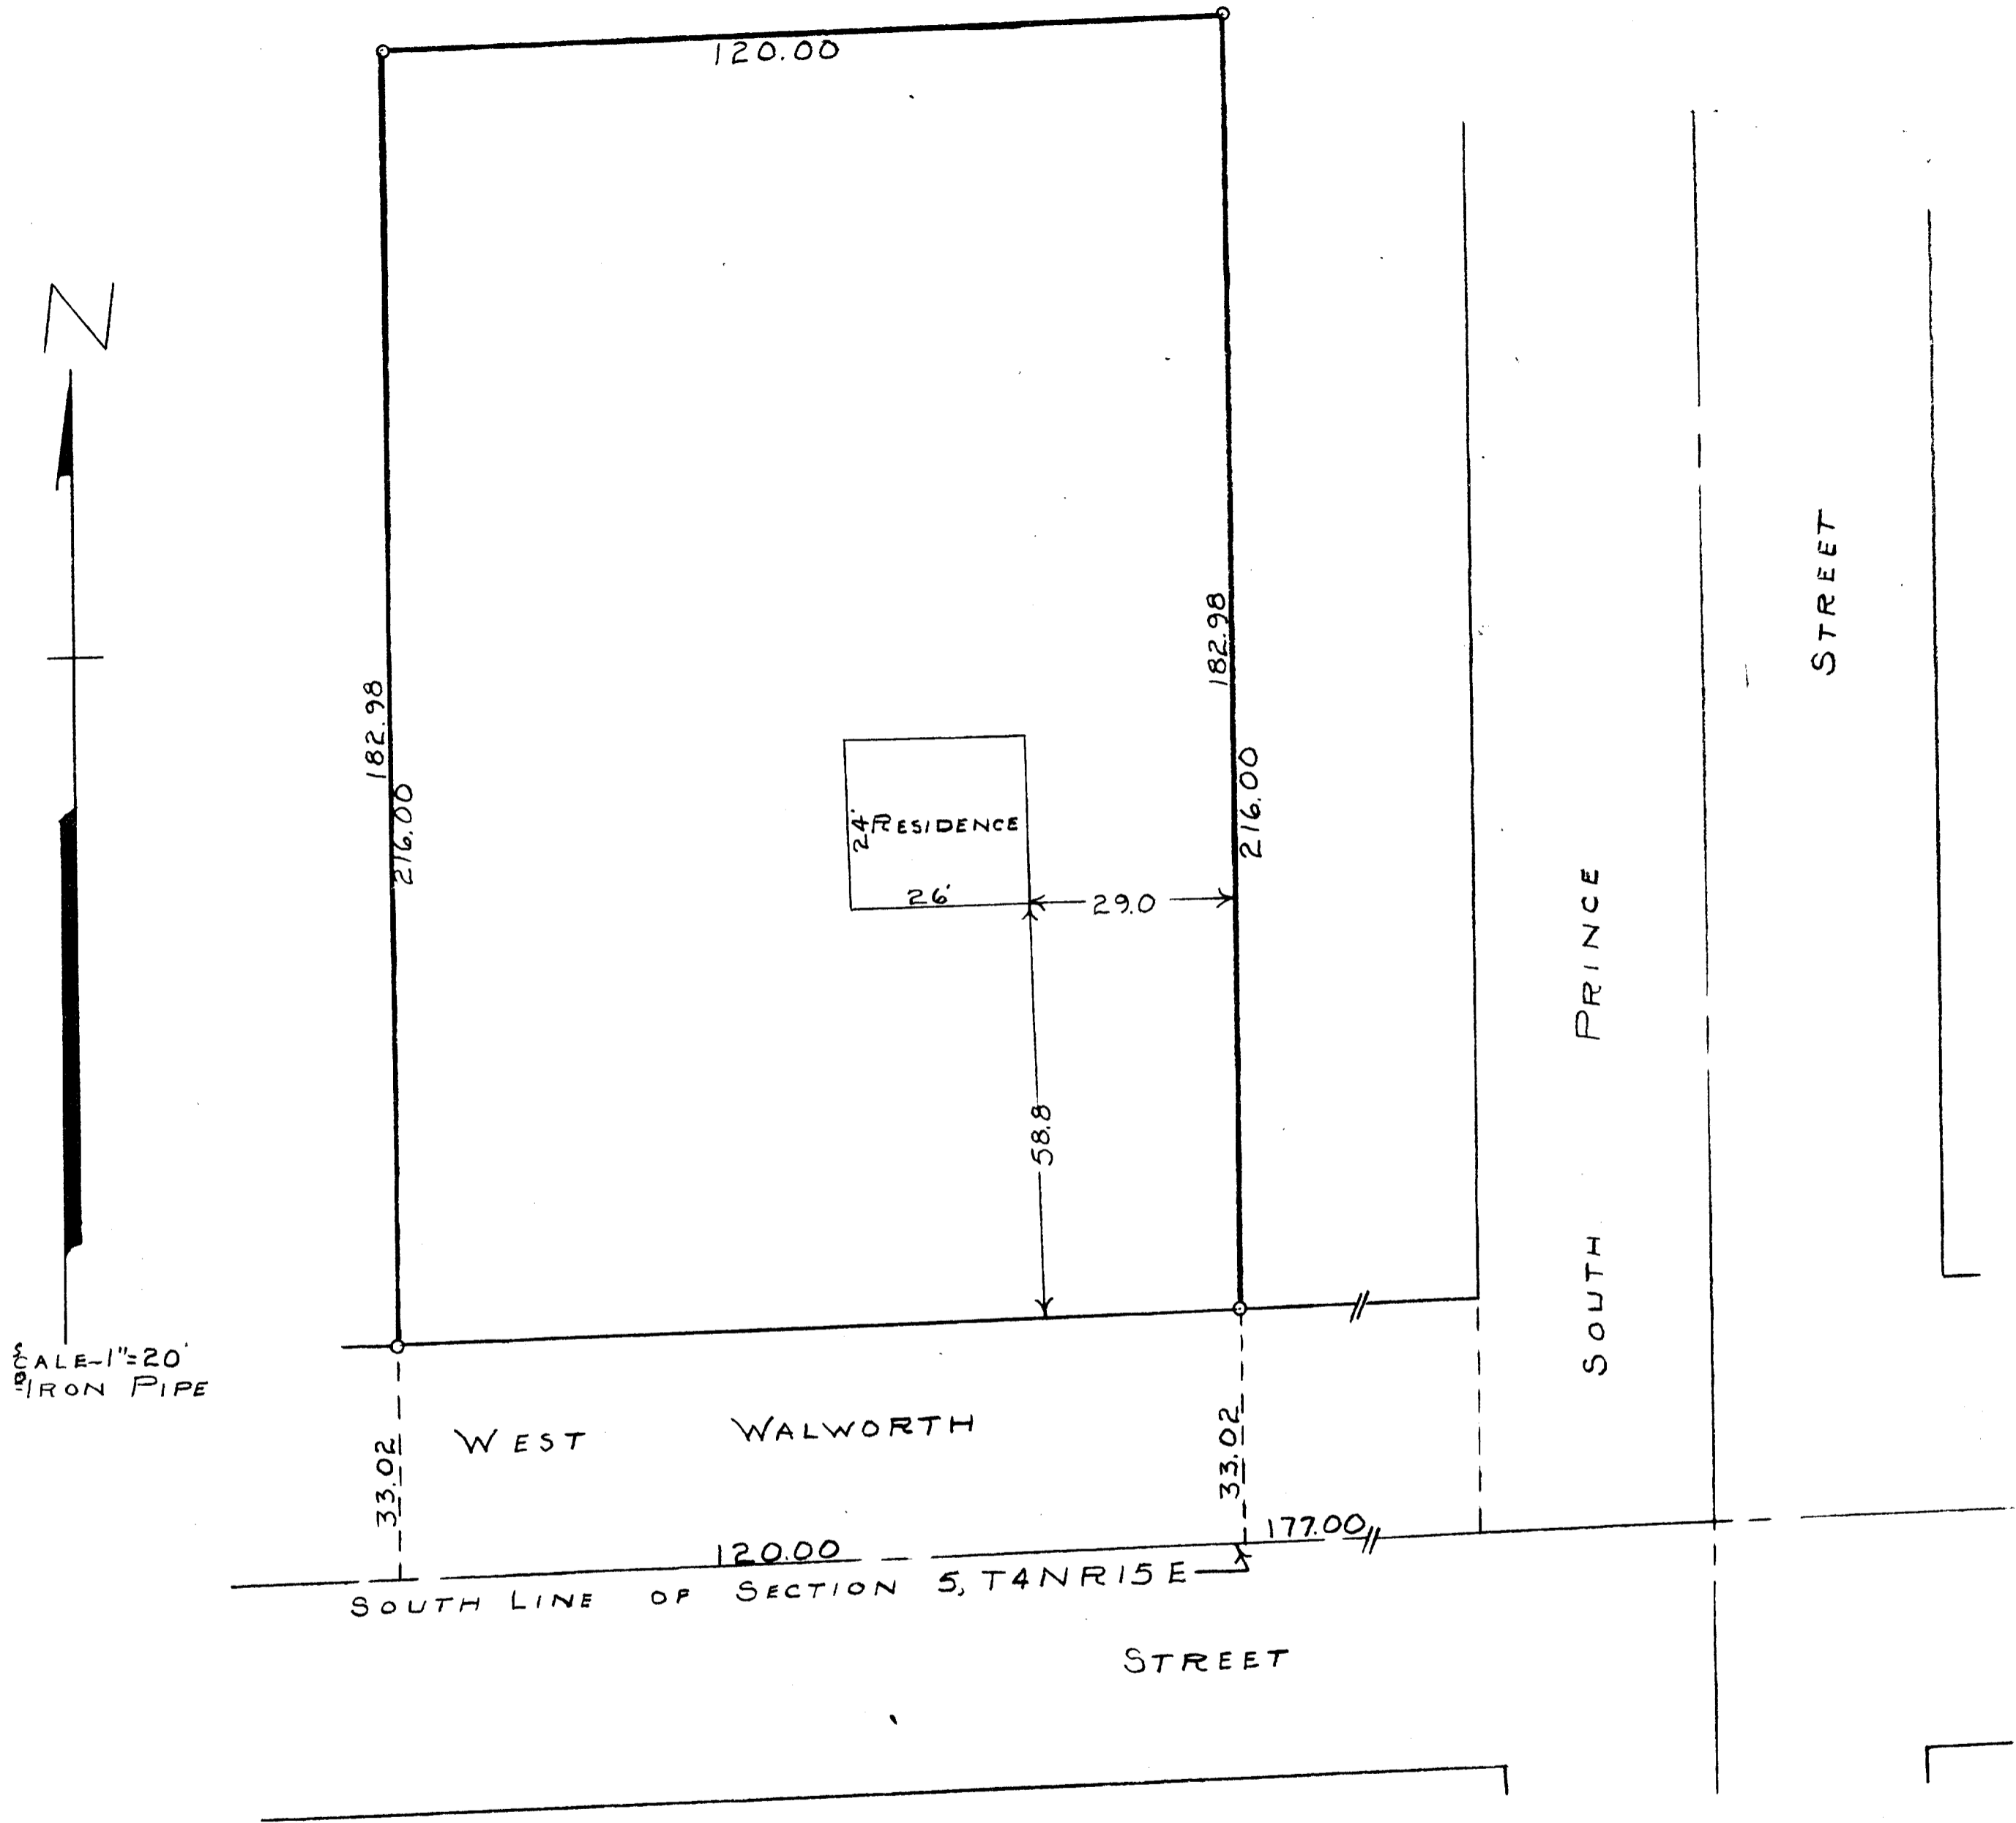 120.00
N
182.98
216.00
182.98
216.00
24' RESIDENCE
26'
29.0
58.8
STREET
SOUTH PRINCE
SCALE-1"=20'
IRON PIPE
33.02
WEST WALWORTH
33.02
120.00
177.00
SOUTH LINE OF SECTION 5, T4NR15E
STREET